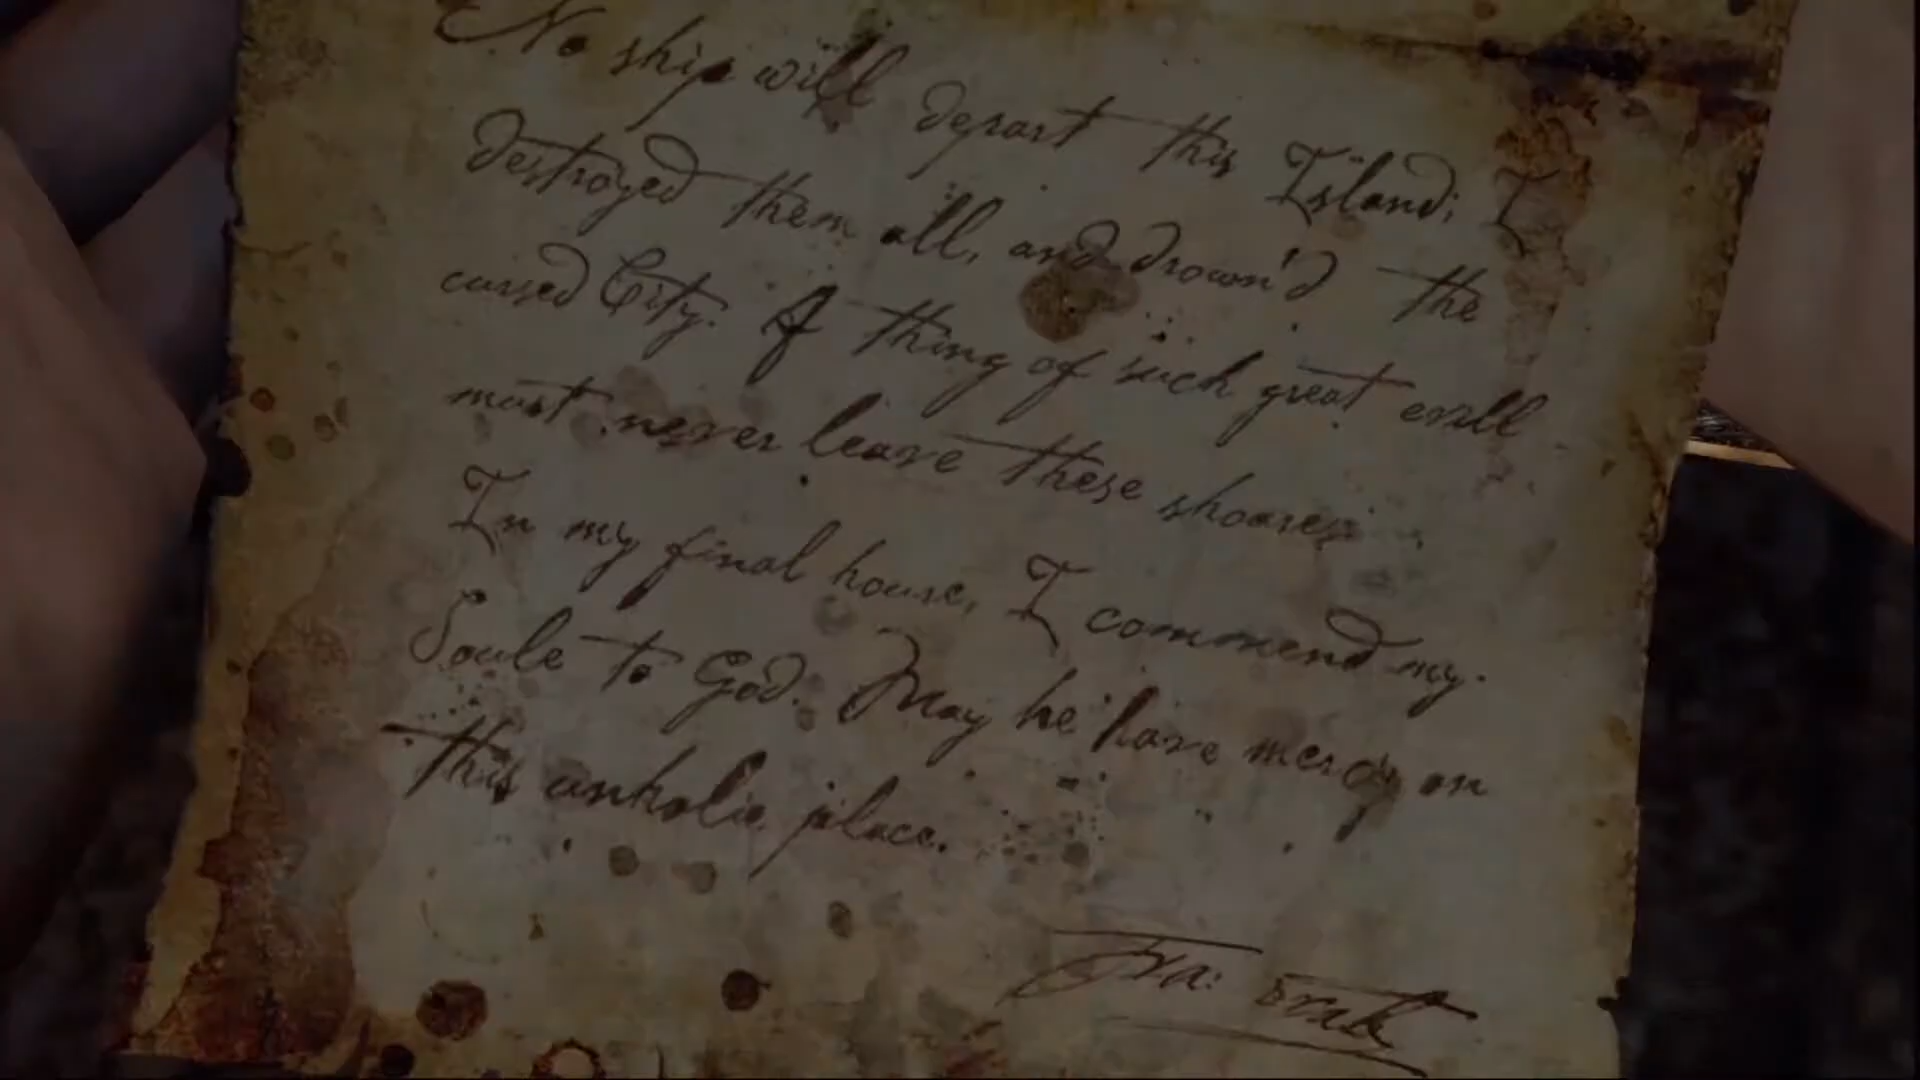 No ship will depart this Island; I
destroyed them all, and drown'd the
cursed City. A thing of such great evill
must never leave these shoares.
In my final houre, I commend my
Soule to God. May he have mercy on
this unholie place.
Fra: Drak